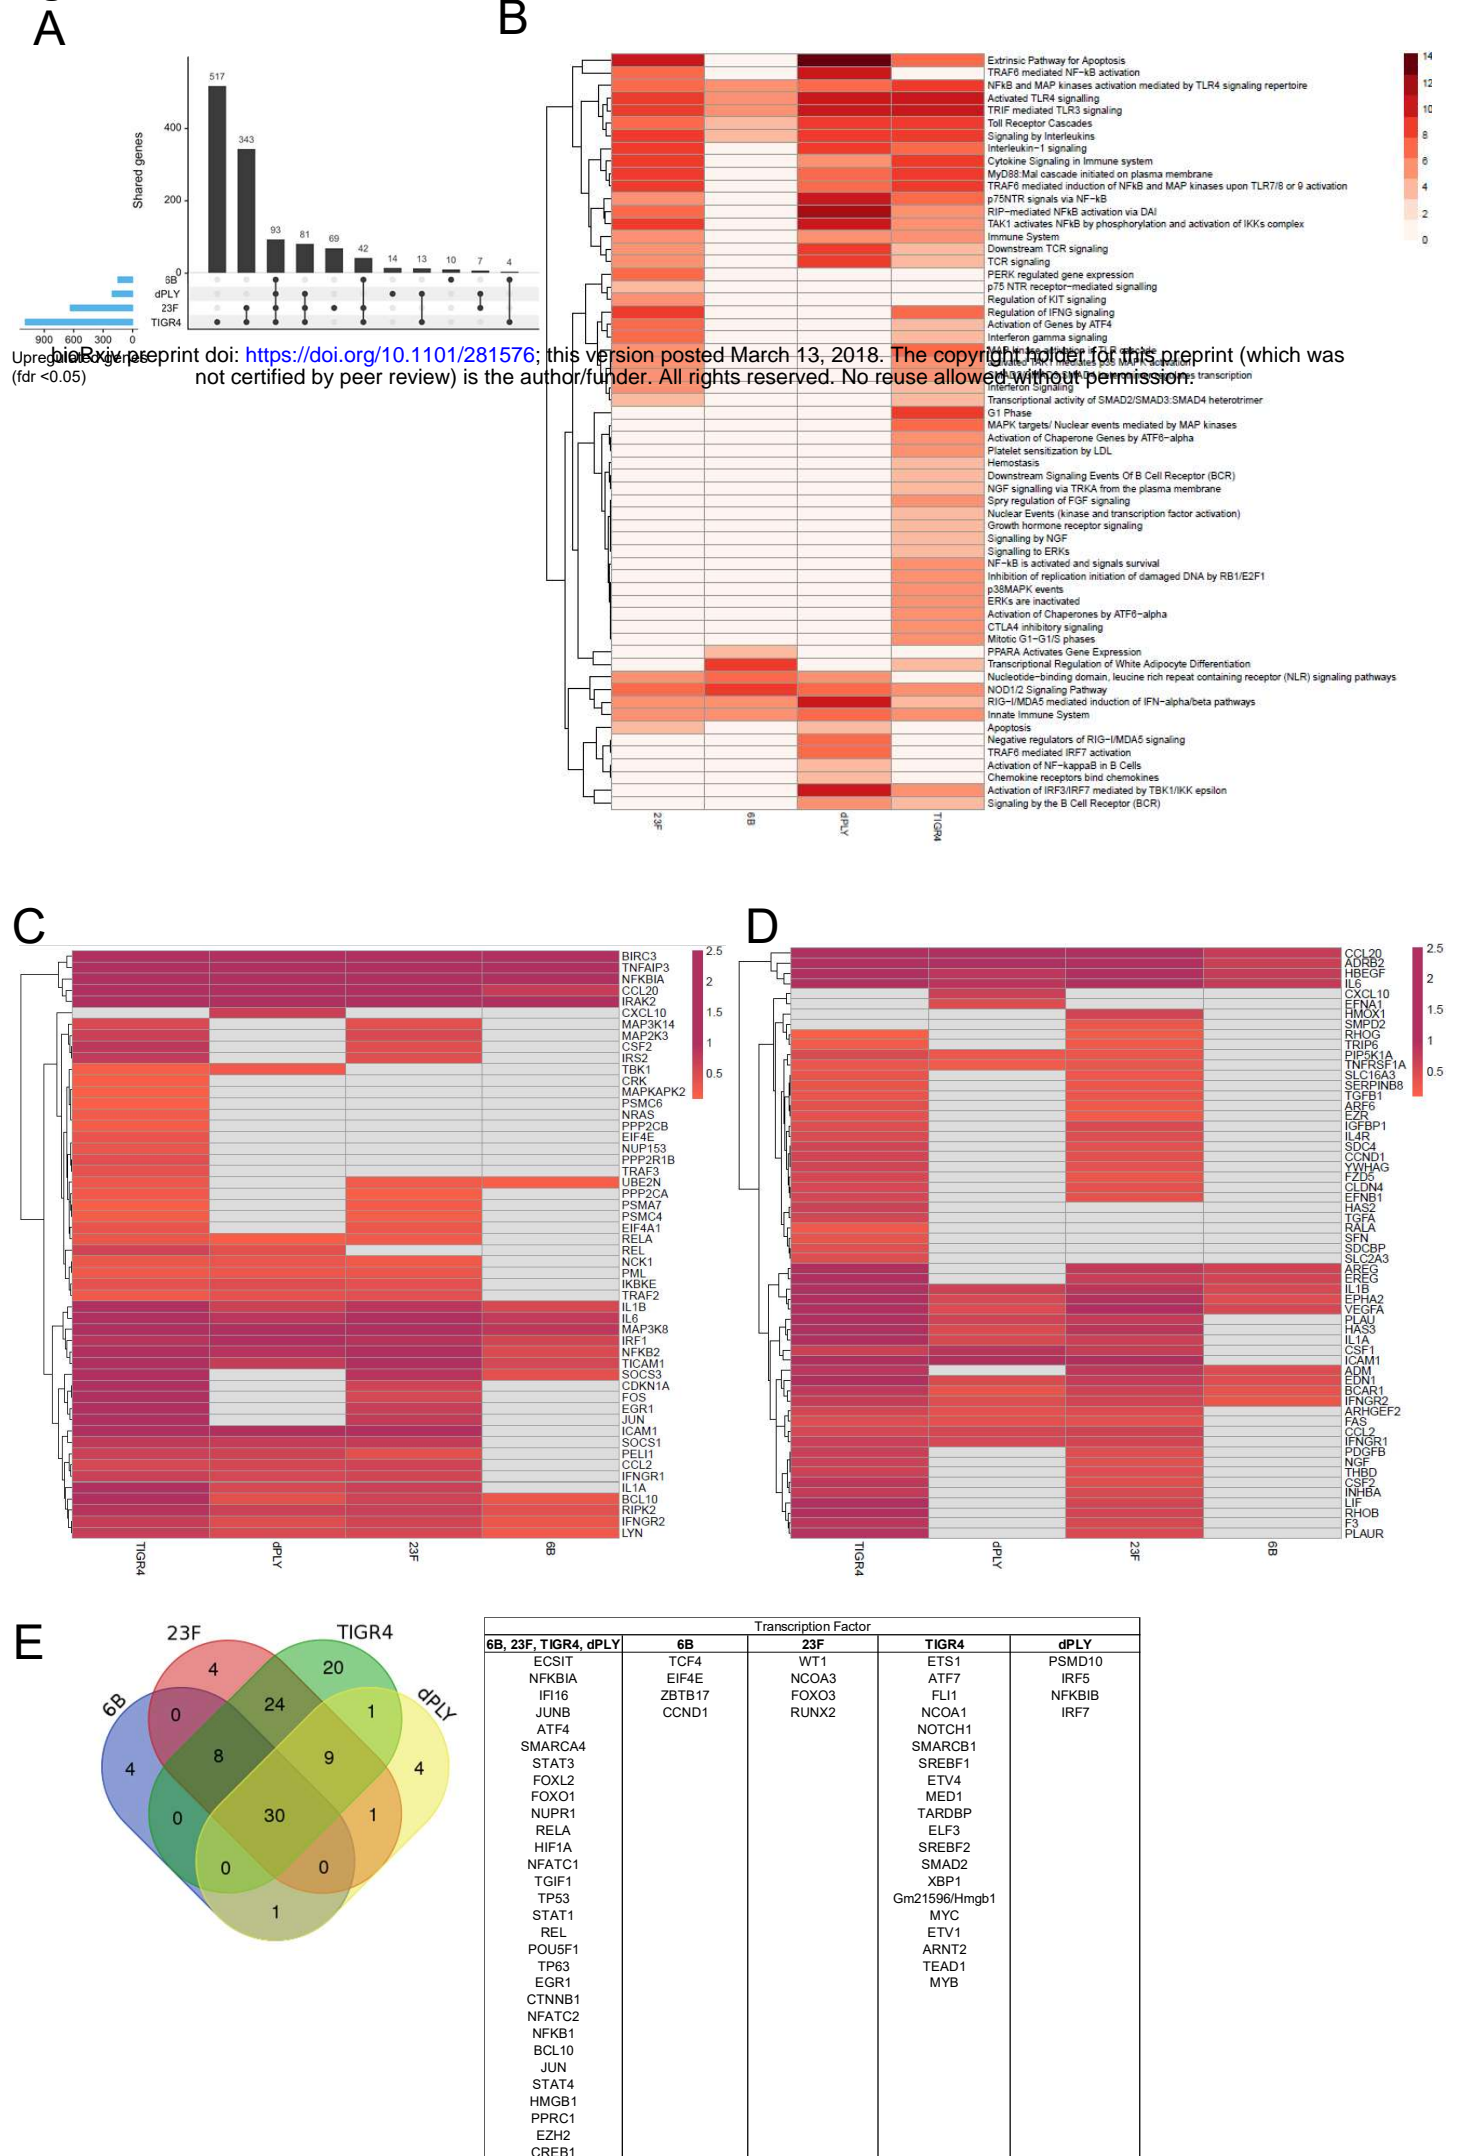 A
B
517
343
93
81
69
42
14
13
10
7
4
Shared genes
400
200
0
6B
dPLY
23F
TIGR4
900
600
300
0
Upregulated genes
(fdr <0.05)
Extrinsic Pathway for Apoptosis
TRAF6 mediated NF−kB activation
NFkB and MAP kinases activation mediated by TLR4 signaling repertoire
Activated TLR4 signalling
TRIF mediated TLR3 signaling
Toll Receptor Cascades
Signaling by Interleukins
Interleukin−1 signaling
Cytokine Signaling in Immune system
MyD88:Mal cascade initiated on plasma membrane
TRAF6 mediated induction of NFkB and MAP kinases upon TLR7/8 or 9 activation
p75NTR signals via NF−kB
RIP−mediated NFkB activation via DAI
TAK1 activates NFkB by phosphorylation and activation of IKKs complex
Immune System
Downstream TCR signaling
TCR signaling
PERK regulated gene expression
p75 NTR receptor−mediated signalling
Regulation of KIT signaling
Regulation of IFNG signaling
Activation of Genes by ATF4
Interferon gamma signaling
MAP kinase activation in TLR cascade
activated TAK1 mediates p38 MAPK activation
SMAD2/SMAD3:SMAD4 heterotrimer regulates transcription
Interferon Signaling
Transcriptional activity of SMAD2/SMAD3:SMAD4 heterotrimer
G1 Phase
MAPK targets/ Nuclear events mediated by MAP kinases
Activation of Chaperone Genes by ATF6−alpha
Platelet sensitization by LDL
Hemostasis
Downstream Signaling Events Of B Cell Receptor (BCR)
NGF signalling via TRKA from the plasma membrane
Spry regulation of FGF signaling
Nuclear Events (kinase and transcription factor activation)
Growth hormone receptor signaling
Signalling by NGF
Signalling to ERKs
NF−kB is activated and signals survival
Inhibition of replication initiation of damaged DNA by RB1/E2F1
p38MAPK events
ERKs are inactivated
Activation of Chaperones by ATF6−alpha
CTLA4 inhibitory signaling
Mitotic G1−G1/S phases
PPARA Activates Gene Expression
Transcriptional Regulation of White Adipocyte Differentiation
Nucleotide−binding domain, leucine rich repeat containing receptor (NLR) signaling pathways
NOD1/2 Signaling Pathway
RIG−I/MDA5 mediated induction of IFN−alpha/beta pathways
Innate Immune System
Apoptosis
Negative regulators of RIG−I/MDA5 signaling
TRAF6 mediated IRF7 activation
Activation of NF−kappaB in B Cells
Chemokine receptors bind chemokines
Activation of IRF3/IRF7 mediated by TBK1/IKK epsilon
Signaling by the B Cell Receptor (BCR)
23F
6B
dPLY
TIGR4
14
12
10
8
6
4
2
0
bioRxiv preprint doi: https://doi.org/10.1101/281576; this version posted March 13, 2018. The copyright holder for this preprint (which was
not certified by peer review) is the author/funder. All rights reserved. No reuse allowed without permission.
C
BIRC3
TNFAIP3
NFKBIA
CCL20
IRAK2
CXCL10
MAP3K14
MAP2K3
CSF2
IRS2
TBK1
CRK
MAPKAPK2
PSMC6
NRAS
PPP2CB
EIF4E
NUP153
PPP2R1B
TRAF3
UBE2N
PPP2CA
PSMA7
PSMC4
EIF4A1
RELA
REL
NCK1
PML
IKBKE
TRAF2
IL1B
IL6
MAP3K8
IRF1
NFKB2
TICAM1
SOCS3
CDKN1A
FOS
EGR1
JUN
ICAM1
SOCS1
PELI1
CCL2
IFNGR1
IL1A
BCL10
RIPK2
IFNGR2
LYN
TIGR4
dPLY
23F
6B
2.5
2
1.5
1
0.5
D
CCL20
ADRB2
HBEGF
IL6
CXCL10
EFNA1
HMOX1
SMPD2
RHOG
TRIP6
PIP5K1A
TNFRSF1A
SLC16A3
SERPINB8
TGFB1
ARF6
EZR
IGFBP1
IL4R
SDC4
CCND1
YWHAG
FZD5
CLDN4
EFNB1
HAS2
TGFA
RALA
SFN
SDCBP
SLC2A3
AREG
EREG
IL1B
EPHA2
VEGFA
PLAU
HAS3
IL1A
CSF1
ICAM1
ADM
EDN1
BCAR1
IFNGR2
ARHGEF2
FAS
CCL2
IFNGR1
PDGFB
NGF
THBD
CSF2
INHBA
LIF
RHOB
F3
PLAUR
TIGR4
dPLY
23F
6B
2.5
2
1.5
1
0.5
E
23F
TIGR4
6B
dPLY
4
20
0
24
1
4
8
9
4
0
30
1
0
0
1
Transcription Factor
6B, 23F, TIGR4, dPLY 6B 23F TIGR4 dPLY
ECSIT TCF4 WT1 ETS1 PSMD10
NFKBIA EIF4E NCOA3 ATF7 IRF5
IFI16 ZBTB17 FOXO3 FLI1 NFKBIB
JUNB CCND1 RUNX2 NCOA1 IRF7
ATF4 NOTCH1
SMARCA4 SMARCB1
STAT3 SREBF1
FOXL2 ETV4
FOXO1 MED1
NUPR1 TARDBP
RELA ELF3
HIF1A SREBF2
NFATC1 SMAD2
TGIF1 XBP1
TP53 Gm21596/Hmgb1
STAT1 MYC
REL ETV1
POU5F1 ARNT2
TP63 TEAD1
EGR1 MYB
CTNNB1
NFATC2
NFKB1
BCL10
JUN
STAT4
HMGB1
PPRC1
EZH2
CREB1